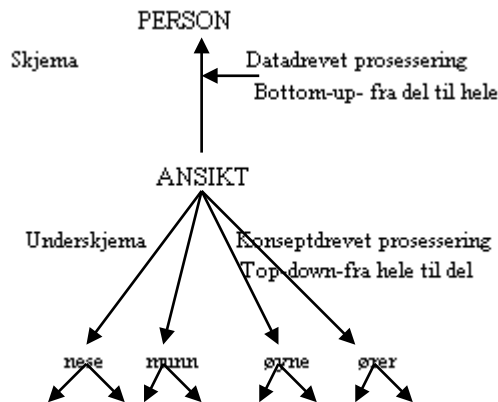 PERSON
Skjema
Datadrevet prosessering
Bottom-up- fra del til hele
ANSIKT
Underskjema
Konseptdrevet prosessering
Top-down-fra hele til del
nese munn øyne ører